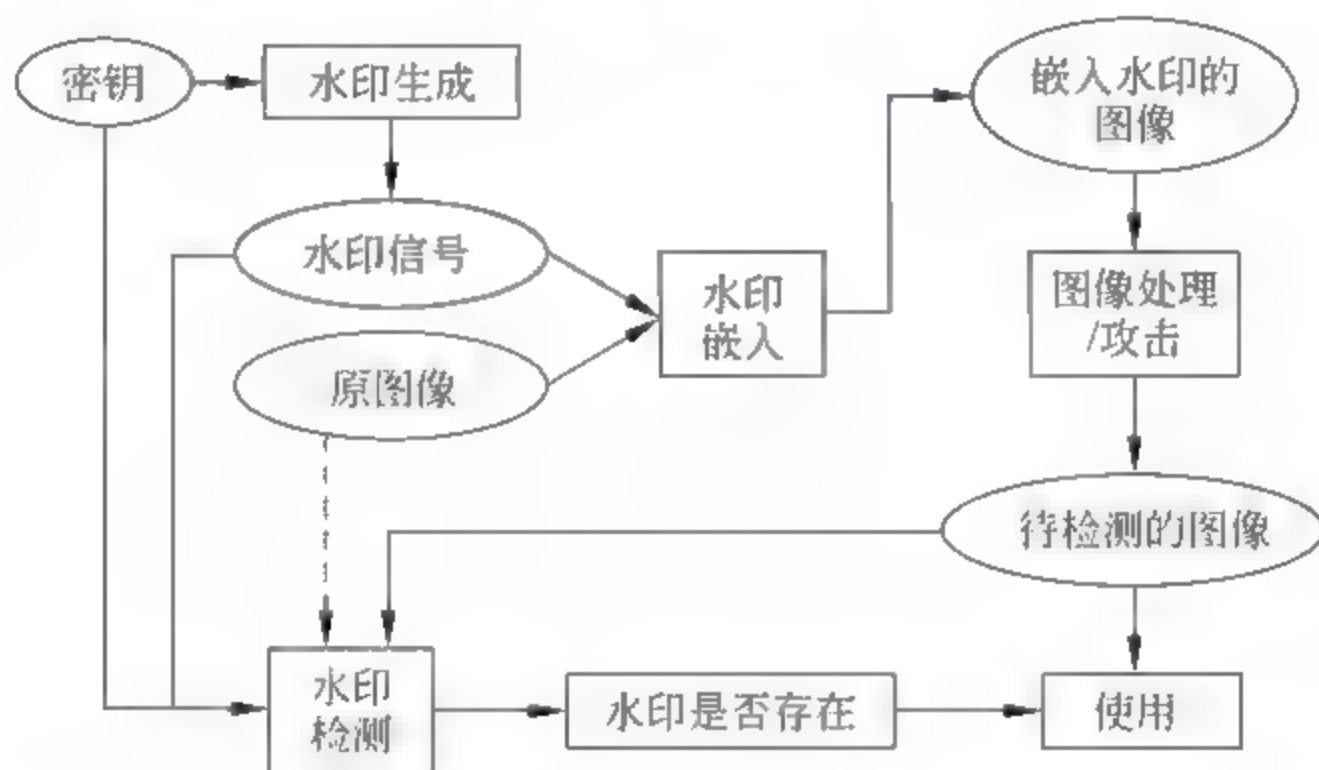 密钥
水印生成
嵌入水印的
图像
水印信号
水印
嵌入
图像处理
/攻击
原图像
待检测的图像
水印
检测
水印是否存在
使用